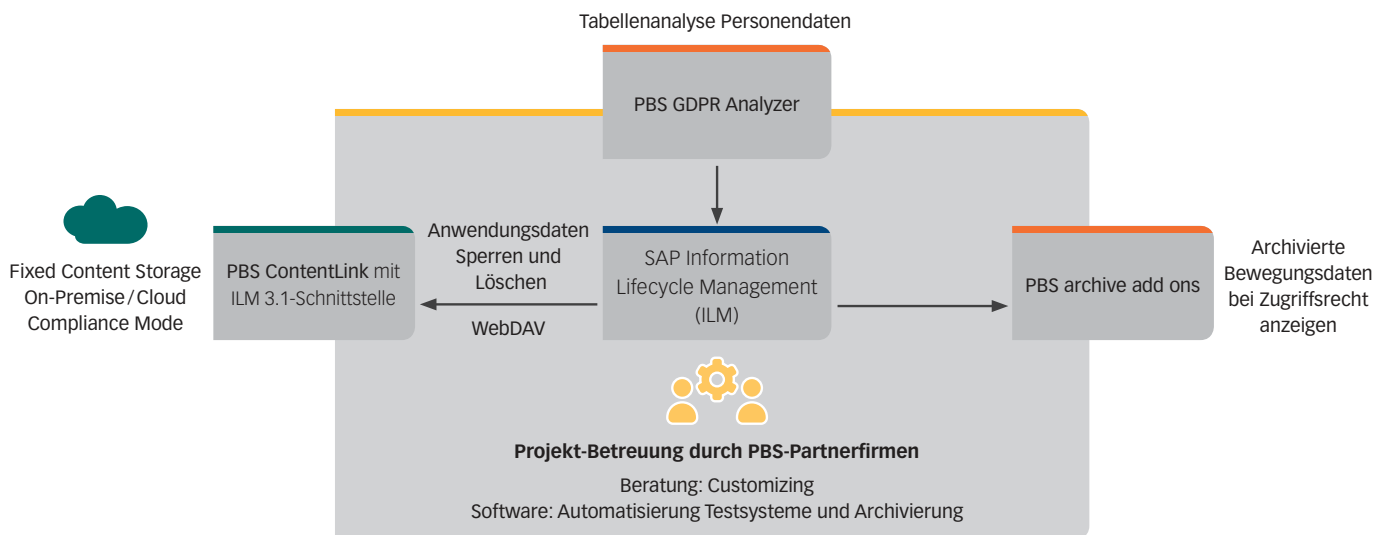 Tabellenanalyse Personendaten
PBS GDPR Analyzer
Fixed Content Storage
On-Premise/Cloud
Compliance Mode
PBS ContentLink mit
ILM 3.1-Schnittstelle
Anwendungsdaten
Sperren und
Löschen
WebDAV
SAP Information
Lifecycle Management
(ILM)
PBS archive add ons
Archivierte
Bewegungsdaten
bei Zugriffsrecht
anzeigen
Projekt-Betreuung durch PBS-Partnerfirmen
Beratung: Customizing
Software: Automatisierung Testsysteme und Archivierung